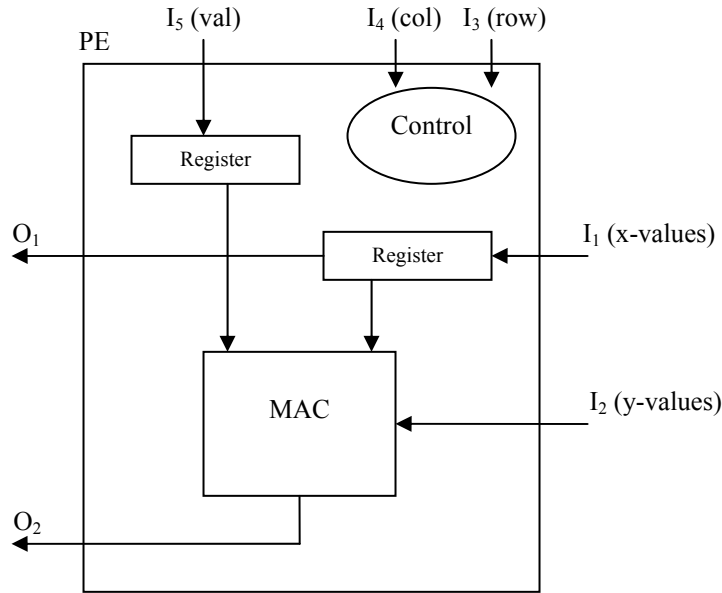 I₅ (val)
I₄ (col)
I₃ (row)
PE
Control
Register
O₁
Register
I₁ (x-values)
MAC
I₂ (y-values)
O₂